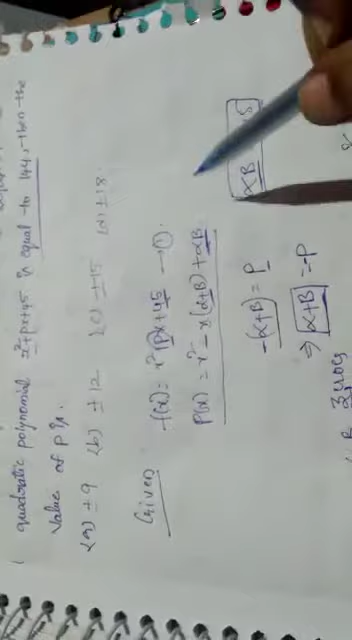 quadratic polynomial x²+px+45 is equal to 144, then the
Value of p is.
(a) ±9 (b) ±12 (c) ±15 (d) ±18.
Given f(x) = x²+px+45 —①.
P(x) = x²-x(α+β)+αβ
-(α+β) = P
⇒ α+β = -P
αβ